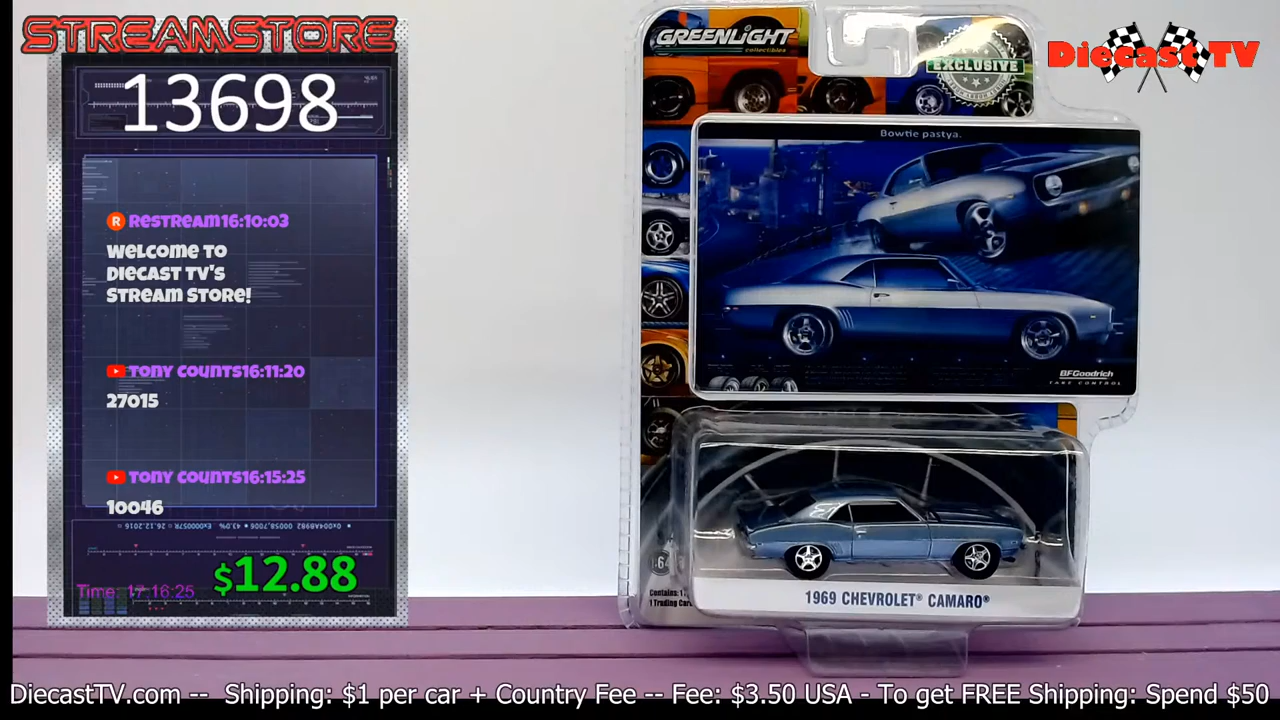 STREAMSTORE
13698
Restream16:10:03
Welcome to
Diecast TV's
Stream Store!
Tony Counts16:11:20
27015
Tony Counts16:15:25
10046
Time: 17:16:25
$12.88
GREENLIGHT
collectibles
EXCLUSIVE
Diecast TV
Bowtie pastya.
BFGoodrich
TAKE CONTROL
1969 CHEVROLET® CAMARO®
DiecastTV.com -- Shipping: $1 per car + Country Fee -- Fee: $3.50 USA - To get FREE Shipping: Spend $50